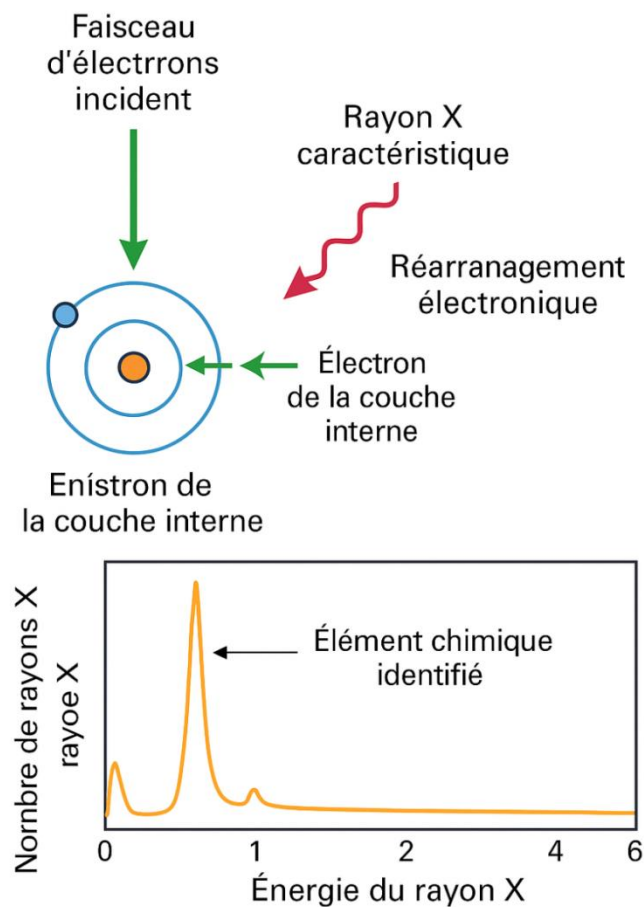 Faisceau
d'électrrons
incident
Rayon X
caractéristique
Réarranagement
électronique
Électron
de la couche
interne
Enístron de
la couche interne
Nornbre de rayons X
rayoe X
Élément chimique
identifié
0 1 2 4 6
Énergie du rayon X